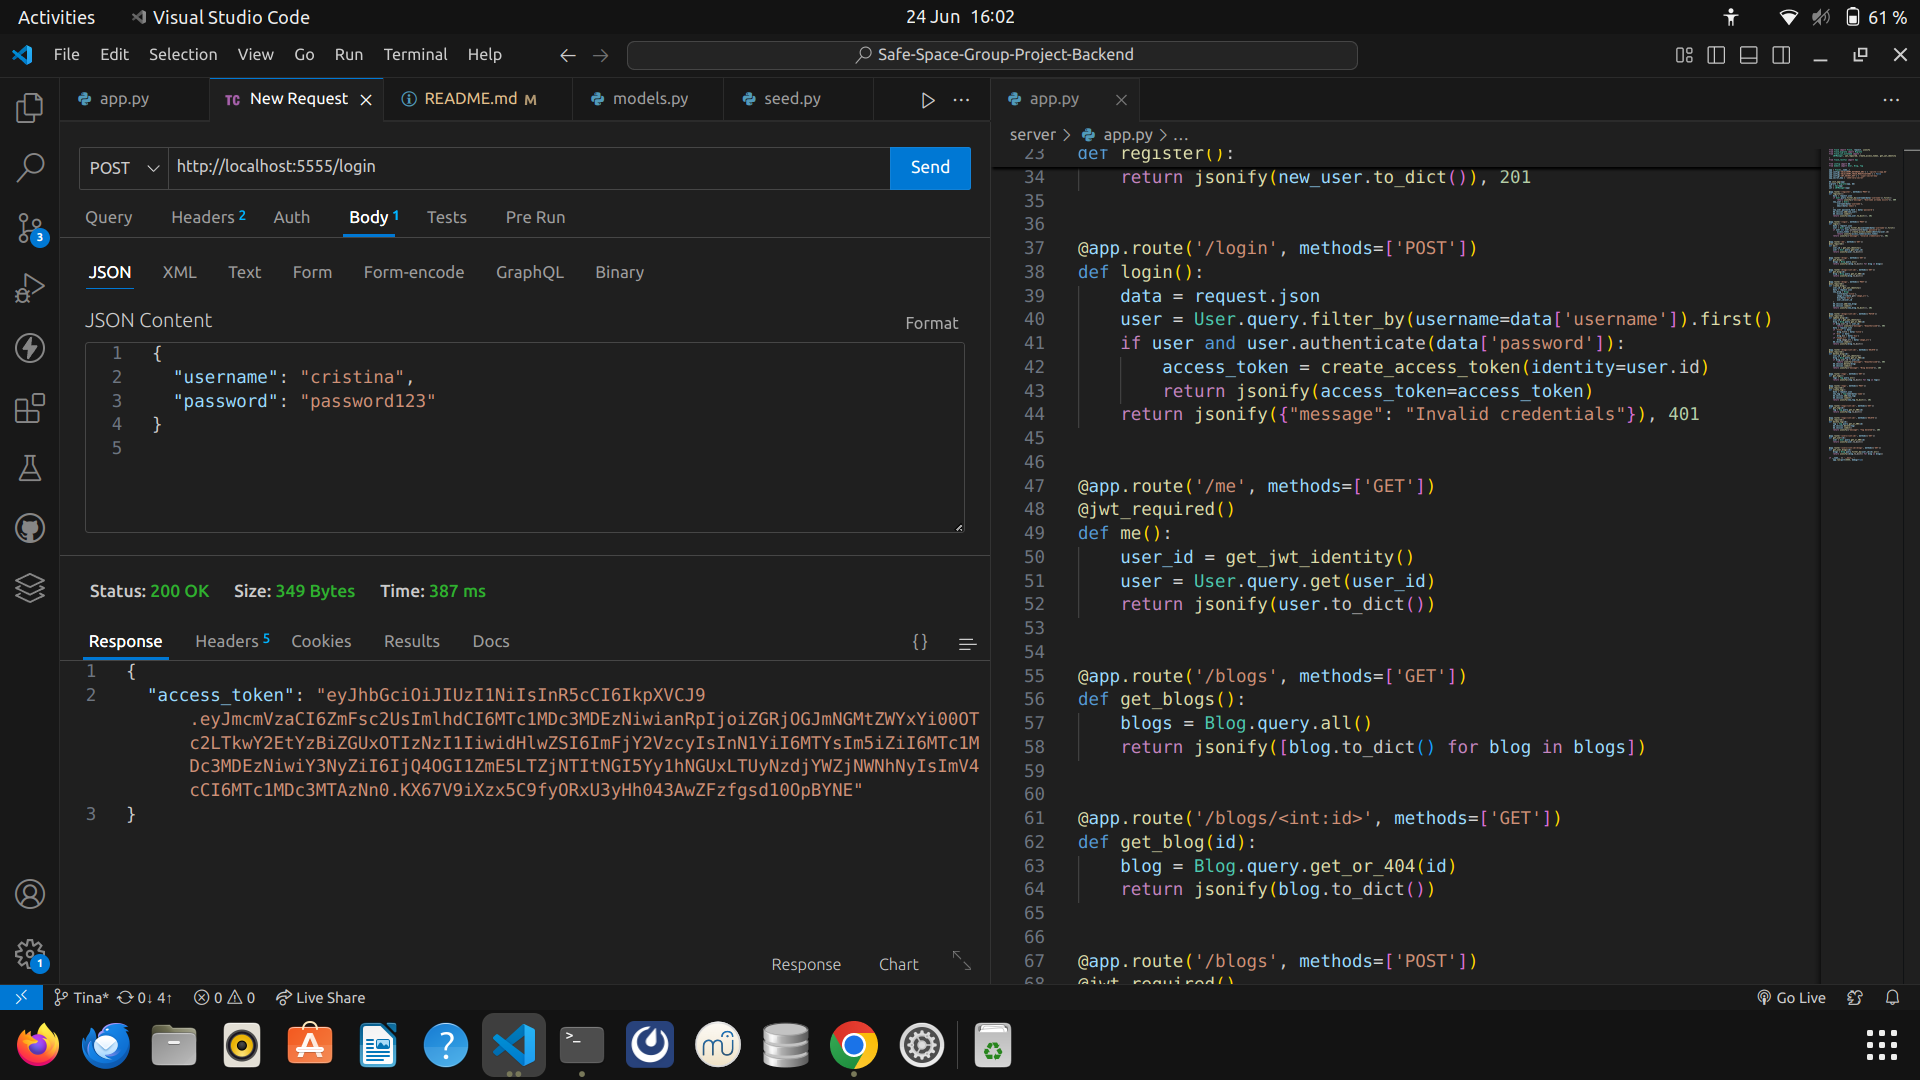 Activities
Visual Studio Code
24 Jun 16:02
61 %
File Edit Selection View Go Run Terminal Help
Safe-Space-Group-Project-Backend
app.py
TC New Request
README.md M
models.py
seed.py
app.py
POST
http://localhost:5555/login
Send
Query Headers 2 Auth Body 1 Tests Pre Run
JSON XML Text Form Form-encode GraphQL Binary
JSON Content
Format
1 {
2 "username": "cristina",
3 "password": "password123"
4 }
5
Status: 200 OK Size: 349 Bytes Time: 387 ms
Response Headers 5 Cookies Results Docs
{}
1 {
2 "access_token": "eyJhbGciOiJIUzI1NiIsInR5cCI6IkpXVCJ9
.eyJmcmVzaCI6ZmFsc2UsImlhdCI6MTc1MDc3MDEzNiwianRpIjoiZGRjOGJmNGMtZWYxYi00OT
c2LTkwY2EtYzBiZGUxOTIzNzI1IiwidHlwZSI6ImFjY2VzcyIsInN1YiI6MTYsIm5iZiI6MTc1M
Dc3MDEzNiwiY3NyZiI6IjQ4OGI1ZmE5LTZjNTItNGI5Yy1hNGUxLTUyNzdjYWZjNWNhNyIsImV4
cCI6MTc1MDc3MTAzNn0.KX67V9iXzx5C9fyORxU3yHh043AwZFzfgsd10OpBYNE"
3 }
Response Chart
server > app.py > ...
23 def register():
34 return jsonify(new_user.to_dict()), 201
35
36
37 @app.route('/login', methods=['POST'])
38 def login():
39 data = request.json
40 user = User.query.filter_by(username=data['username']).first()
41 if user and user.authenticate(data['password']):
42 access_token = create_access_token(identity=user.id)
43 return jsonify(access_token=access_token)
44 return jsonify({"message": "Invalid credentials"}), 401
45
46
47 @app.route('/me', methods=['GET'])
48 @jwt_required()
49 def me():
50 user_id = get_jwt_identity()
51 user = User.query.get(user_id)
52 return jsonify(user.to_dict())
53
54
55 @app.route('/blogs', methods=['GET'])
56 def get_blogs():
57 blogs = Blog.query.all()
58 return jsonify([blog.to_dict() for blog in blogs])
59
60
61 @app.route('/blogs/<int:id>', methods=['GET'])
62 def get_blog(id):
63 blog = Blog.query.get_or_404(id)
64 return jsonify(blog.to_dict())
65
66
67 @app.route('/blogs', methods=['POST'])
68 @jwt_required()
3
1
Tina* 0↓ 4↑ 0 0 Live Share
Go Live